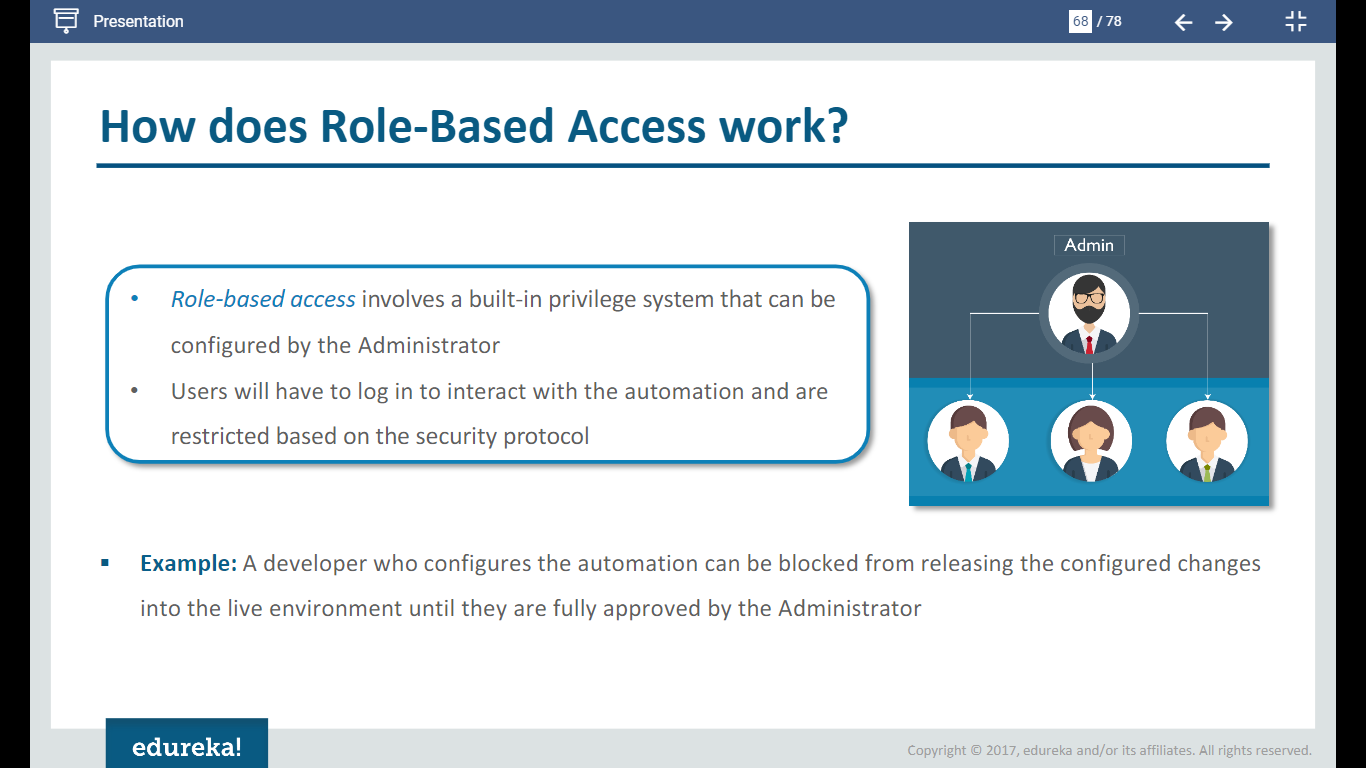 Presentation
68 / 78
How does Role-Based Access work?
• Role-based access involves a built-in privilege system that can be
configured by the Administrator
• Users will have to log in to interact with the automation and are
restricted based on the security protocol
Admin
▪ Example: A developer who configures the automation can be blocked from releasing the configured changes
into the live environment until they are fully approved by the Administrator
edureka!
Copyright © 2017, edureka and/or its affiliates. All rights reserved.